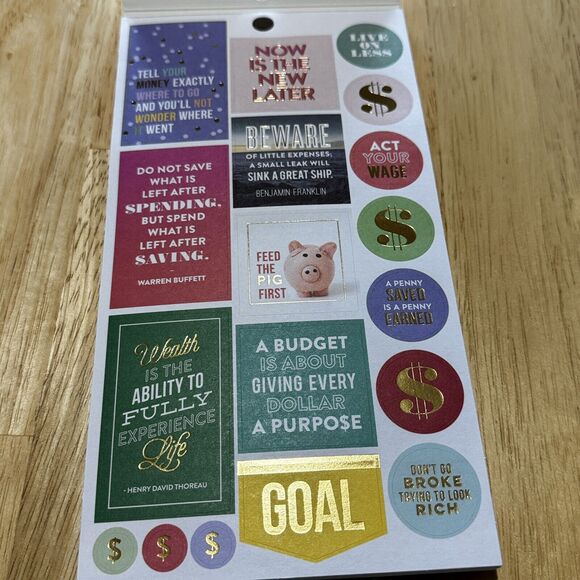 TELL YOUR
MONEY EXACTLY
WHERE TO GO
AND YOU'LL NOT
WONDER WHERE
IT WENT
NOW
IS THE
NEW
LATER
LIVE
ON
LESS
$
BEWARE
OF LITTLE EXPENSES;
A SMALL LEAK WILL
SINK A GREAT SHIP.
BENJAMIN FRANKLIN
ACT
YOUR
WAGE
DO NOT SAVE
WHAT IS
LEFT AFTER
SPENDING,
BUT SPEND
WHAT IS
LEFT AFTER
SAVING.
-
WARREN BUFFETT
FEED
THE
PIG
FIRST
$
A PENNY
SAVED
IS A PENNY
EARNED
Wealth
IS THE
ABILITY TO
FULLY
EXPERIENCE
Life
- HENRY DAVID THOREAU
A BUDGET
IS ABOUT
GIVING EVERY
DOLLAR
A PURPO$E
$
GOAL
DON'T GO
BROKE
TRYING TO LOOK
RICH
$
$
$